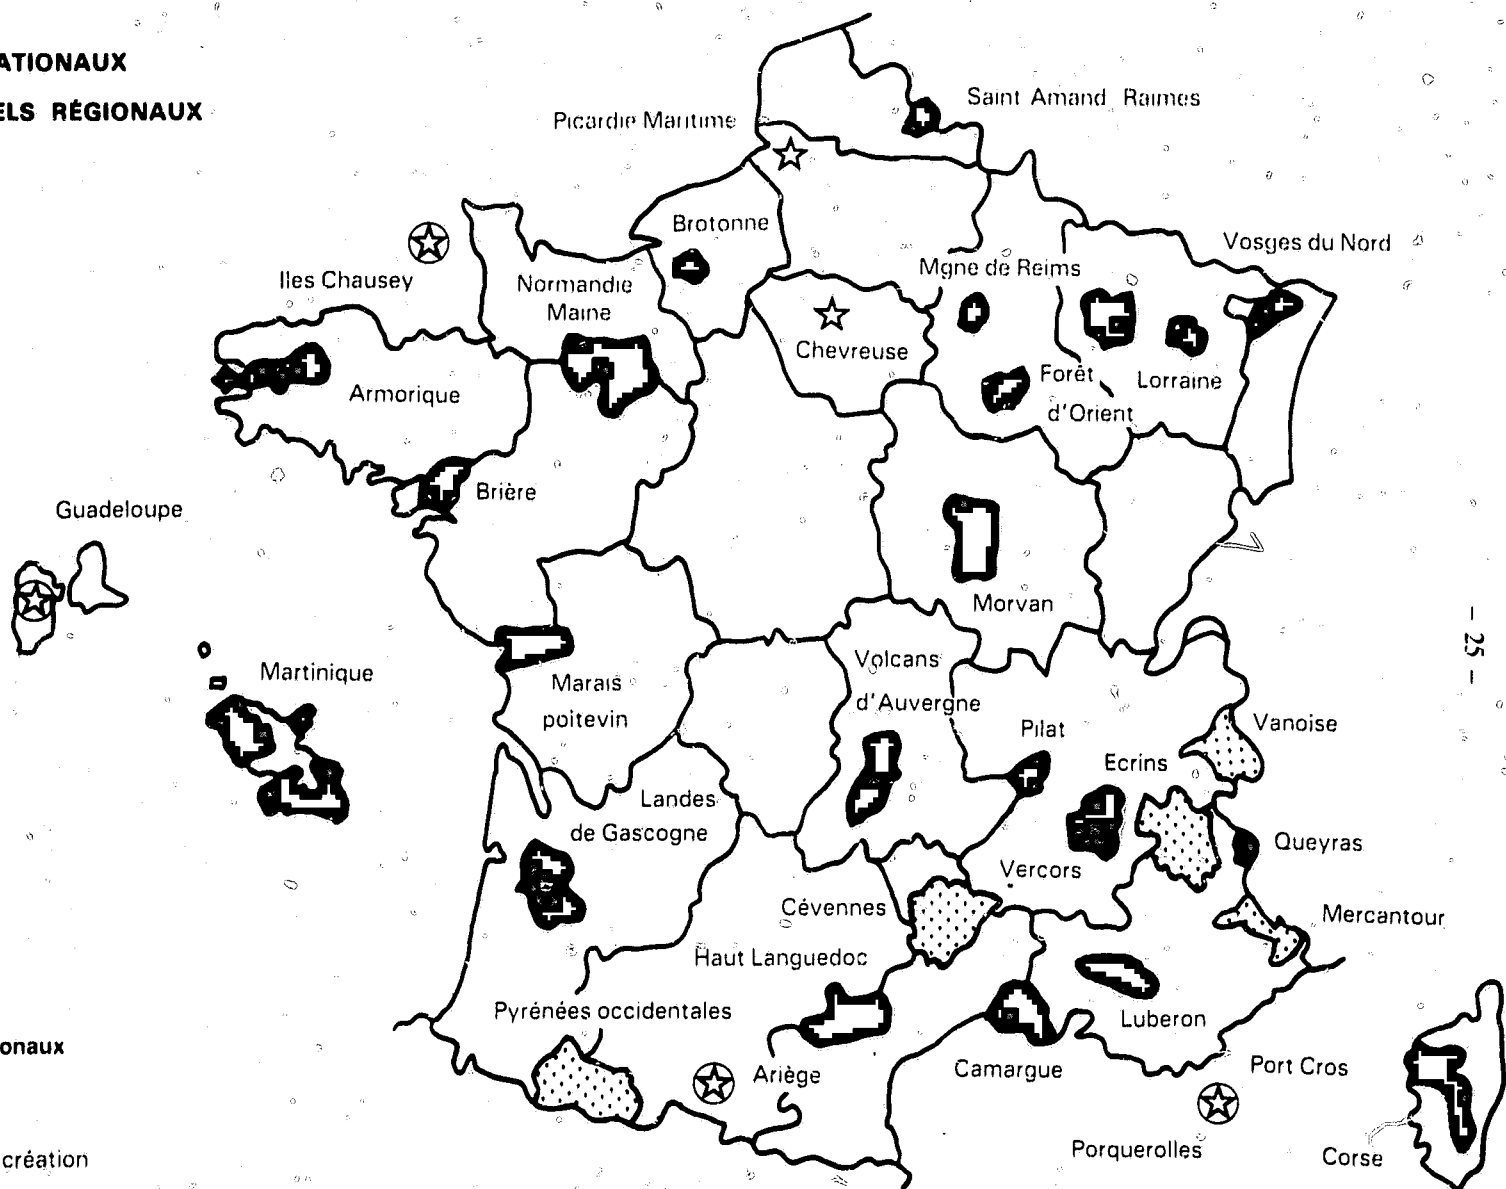 ATIONAUX
ELS RÉGIONAUX
Saint Amand Raimes
Picardie Maritime
Brotonne
Vosges du Nord
Mgne de Reims
Iles Chausey
Normandie
Maine
Chevreuse
Forêt
d'Orient
Lorraine
Armorique
Brière
Guadeloupe
Morvan
- 25 -
Martinique
Marais
poitevin
Volcans
d'Auvergne
Pilat
Vanoise
Ecrins
Landes
de Gascogne
Queyras
Vercors
Cévennes
Mercantour
Haut Languedoc
Pyrénées occidentales
Luberon
onaux
Ariège
Camargue
Port Cros
Porquerolles
Corse
création